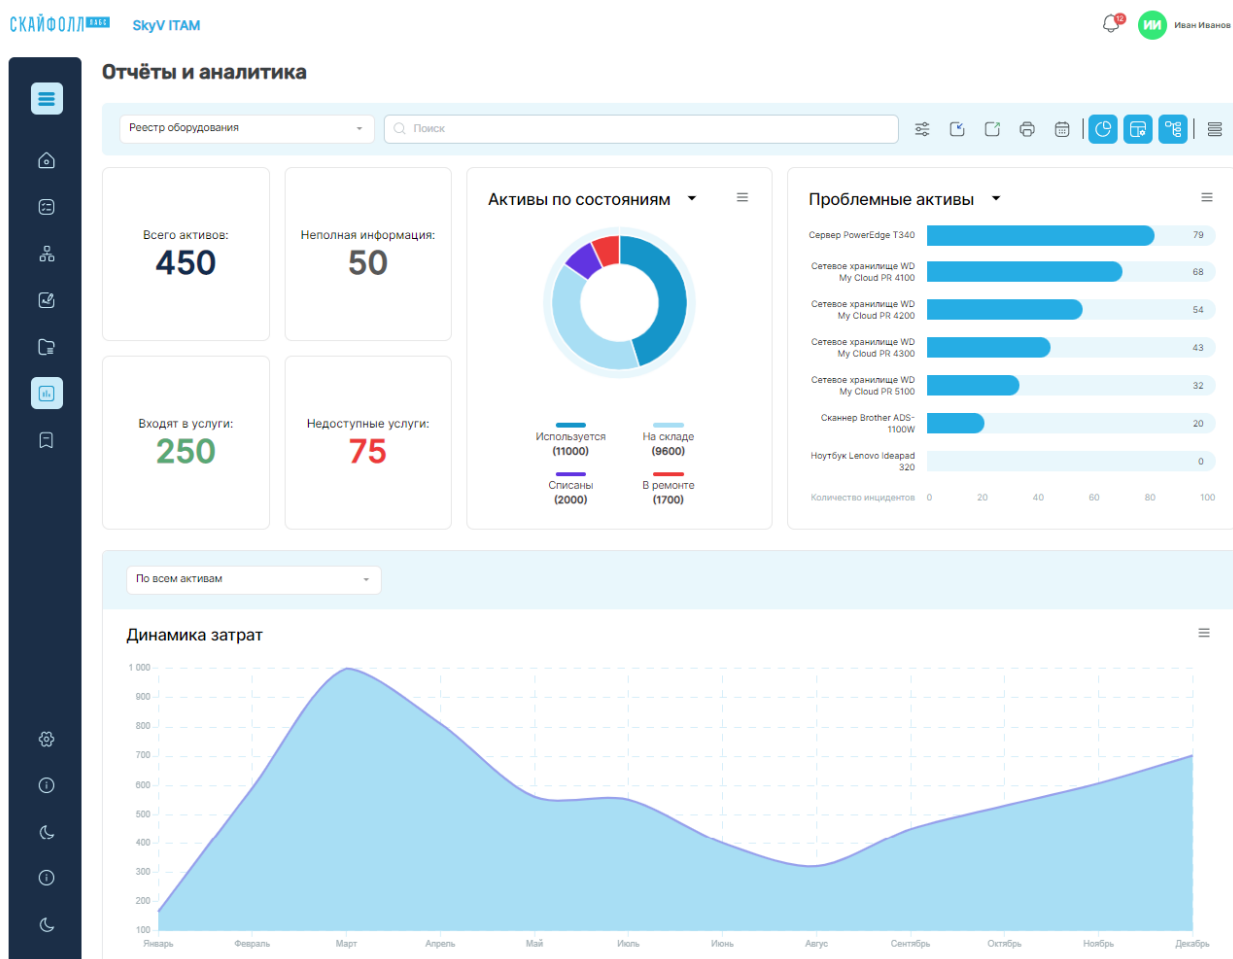 СКАЙФОЛЛ ЛАБС
SkyV ITAM
12
ИИ
Иван Иванов
Отчёты и аналитика
Реестр оборудования
Поиск
Всего активов:
450
Неполная информация:
50
Входят в услуги:
250
Недоступные услуги:
75
Активы по состояниям
Используется
(11000)
На складе
(9600)
Списаны
(2000)
В ремонте
(1700)
Проблемные активы
Сервер PowerEdge T340
79
Сетевое хранилище WD
My Cloud PR 4100
68
Сетевое хранилище WD
My Cloud PR 4200
54
Сетевое хранилище WD
My Cloud PR 4300
43
Сетевое хранилище WD
My Cloud PR 5100
32
Сканнер Brother ADS-
1100W
20
Ноутбук Lenovo Ideapad
320
0
Количество инцидентов 0 20 40 60 80 100
По всем активам
Динамика затрат
1 000
900
800
700
600
500
400
300
200
100
Январь Февраль Март Апрель Май Июль Июнь Авгус Сентябрь Октябрь Ноябрь Декабрь